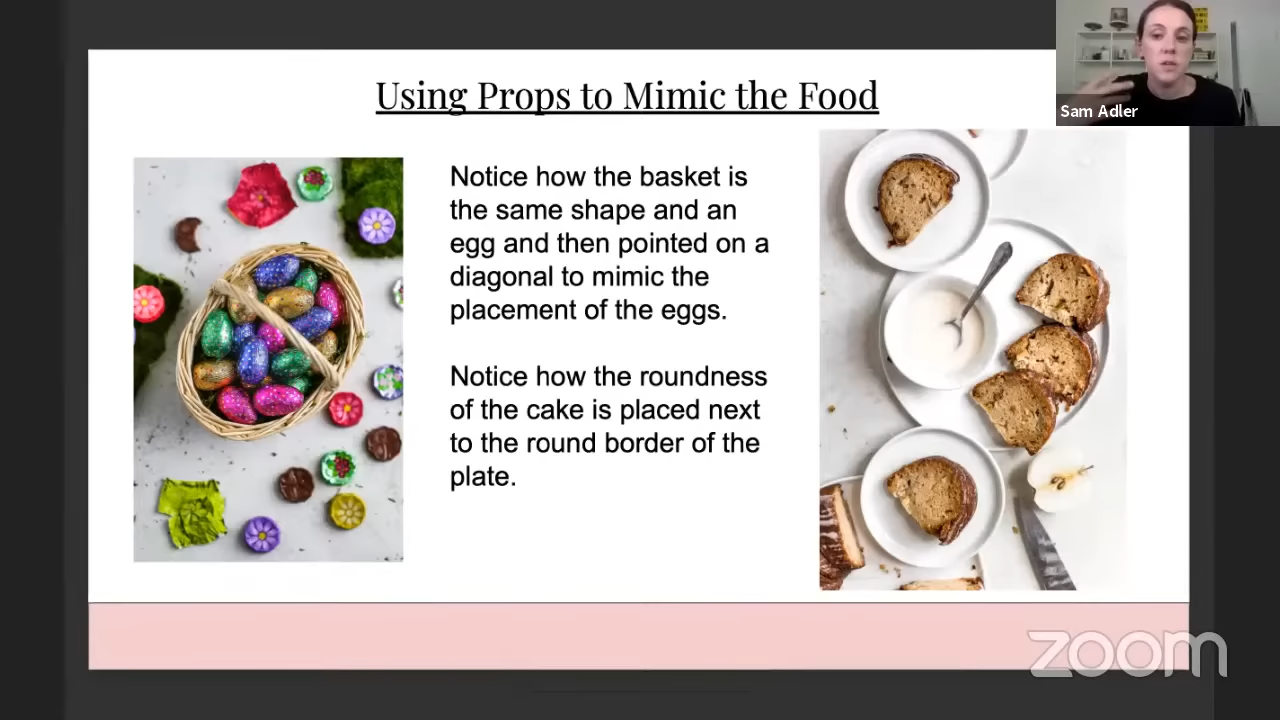 Using Props to Mimic the Food
Sam Adler
Notice how the basket is
the same shape and an
egg and then pointed on a
diagonal to mimic the
placement of the eggs.
Notice how the roundness
of the cake is placed next
to the round border of the
plate.
zoom